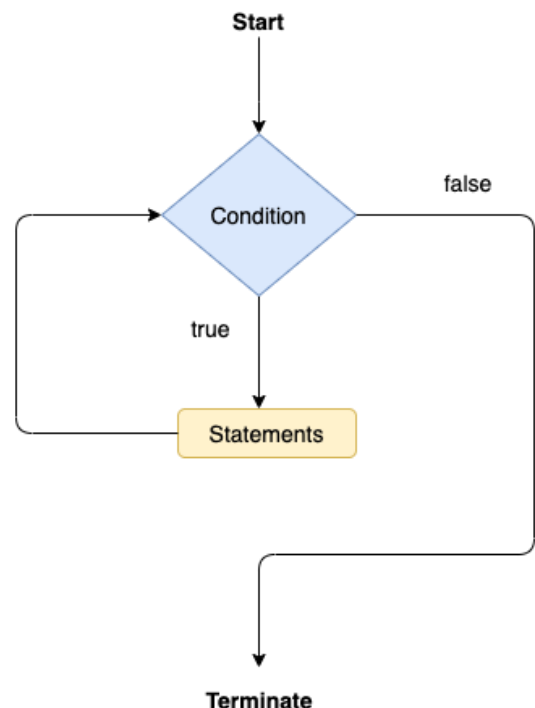 Start
false
Condition
true
Statements
Terminate